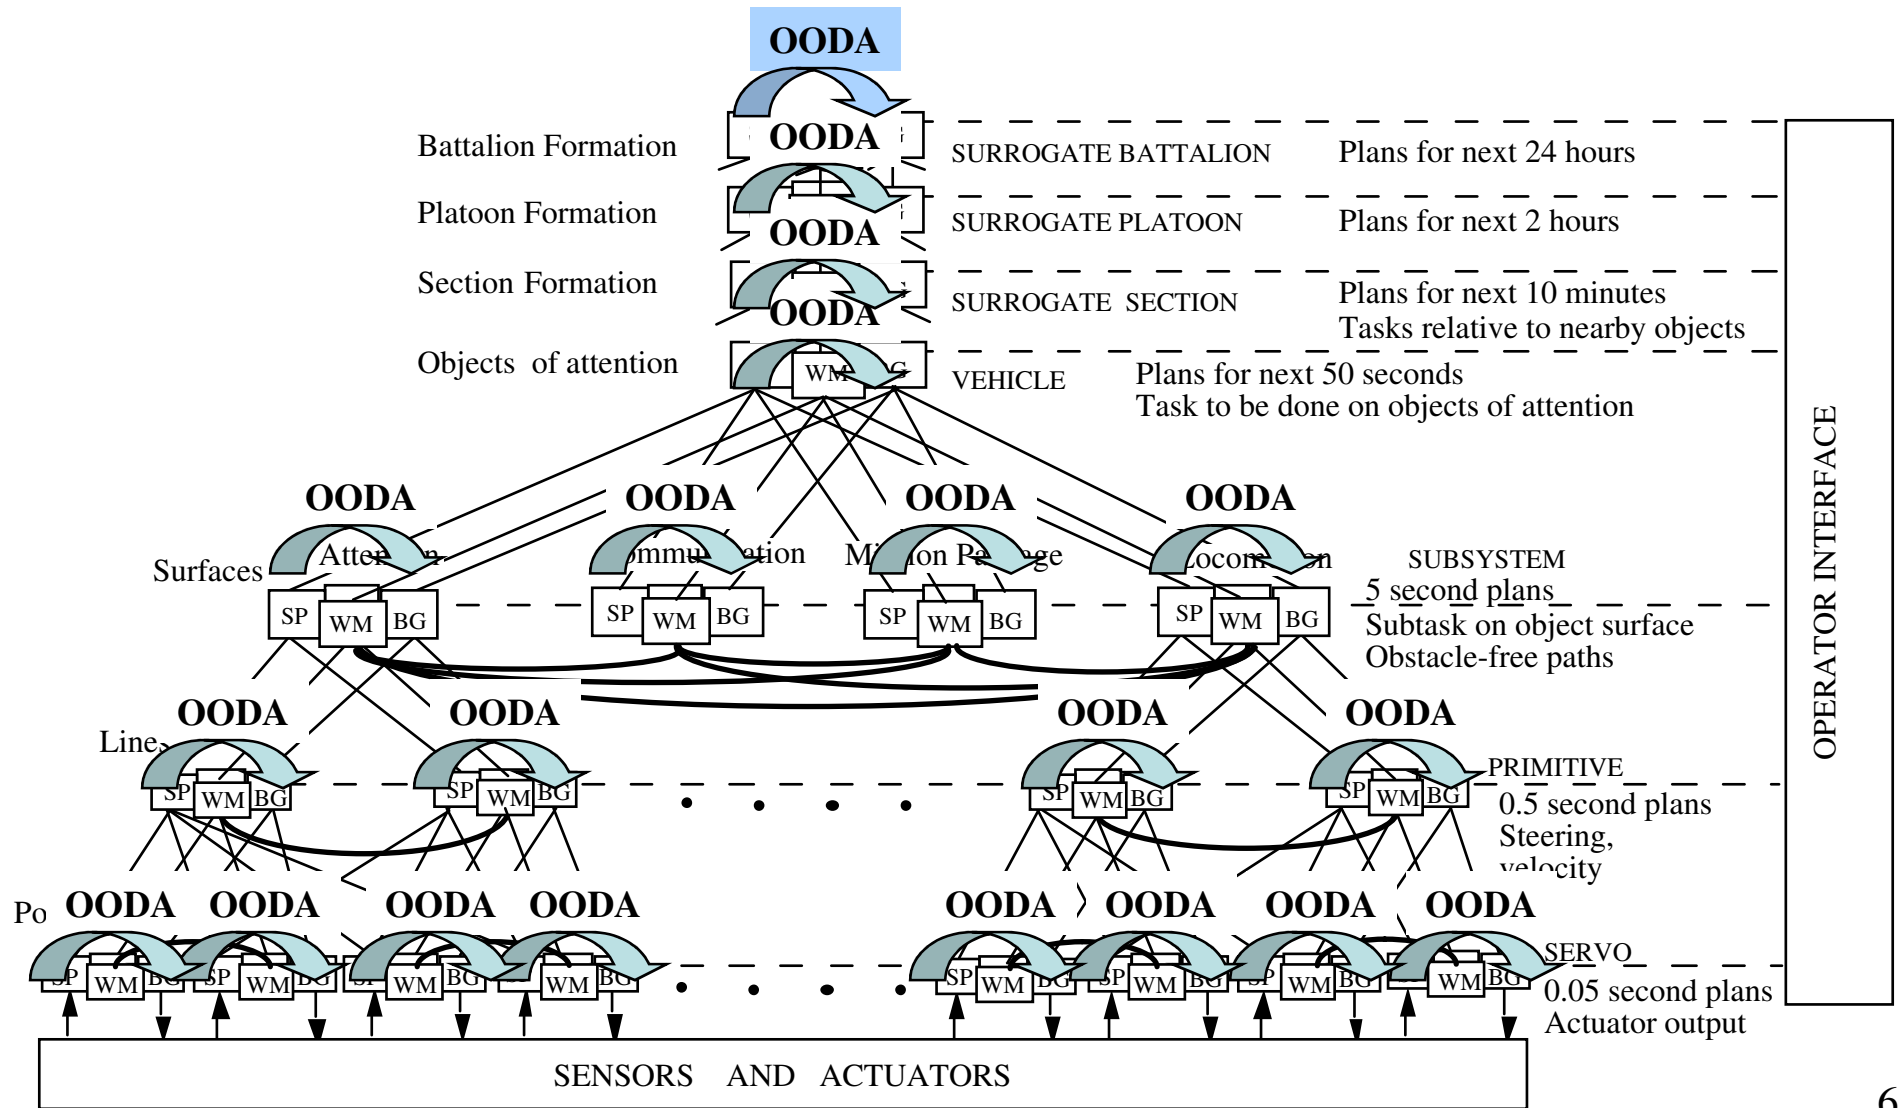 OODA
Battalion Formation
OODA
SURROGATE BATTALION
Plans for next 24 hours
Platoon Formation
SURROGATE PLATOON
Plans for next 2 hours
OODA
Section Formation
SURROGATE SECTION
Plans for next 10 minutes
Tasks relative to nearby objects
OODA
Objects of attention
WM
VEHICLE
Plans for next 50 seconds
Task to be done on objects of attention
OPERATOR INTERFACE
OODA OODA OODA OODA
Surfaces
SUBSYSTEM
5 second plans
SP WM BG SP WM BG SP WM BG SP WM BG
Subtask on object surface
Obstacle-free paths
OODA OODA OODA OODA
PRIMITIVE
SP WM BG SP WM BG SP WM BG SP WM BG
0.5 second plans
Steering,
velocity
OODA OODA OODA OODA OODA OODA OODA OODA
SERVO
SP WM BG SP WM BG WM BG WM BG SP WM BG SP WM BG SP WM BG WM BG
0.05 second plans
Actuator output
SENSORS AND ACTUATORS
6